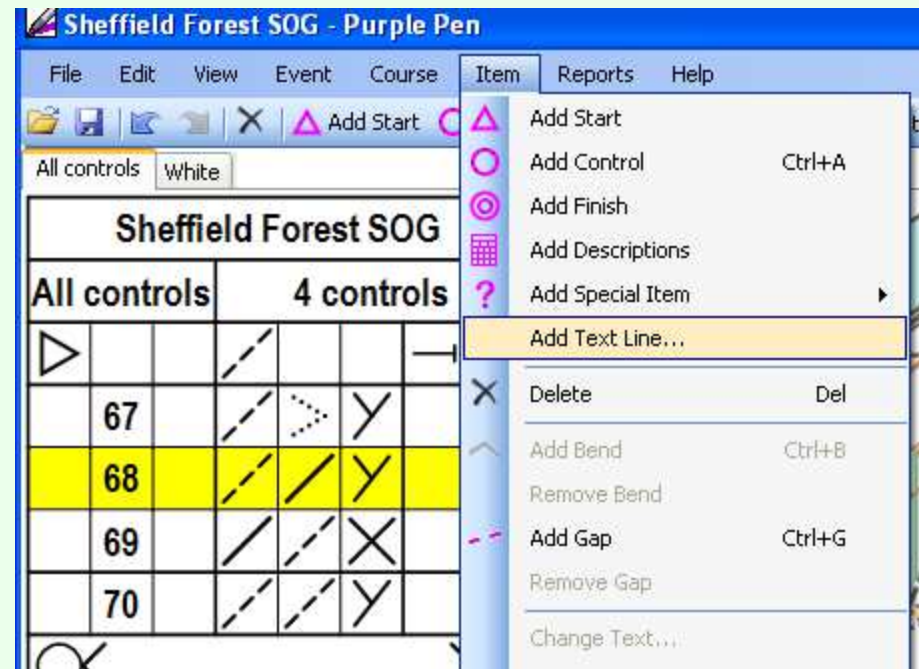 Sheffield Forest SOG - Purple Pen
File Edit View Event Course Item Reports Help
Add Start
All controls White
Sheffield Forest SOG
All controls 4 controls
67
68
69
70
Add Start
Add Control Ctrl+A
Add Finish
Add Descriptions
Add Special Item
Add Text Line...
Delete Del
Add Bend Ctrl+B
Remove Bend
Add Gap Ctrl+G
Remove Gap
Change Text...